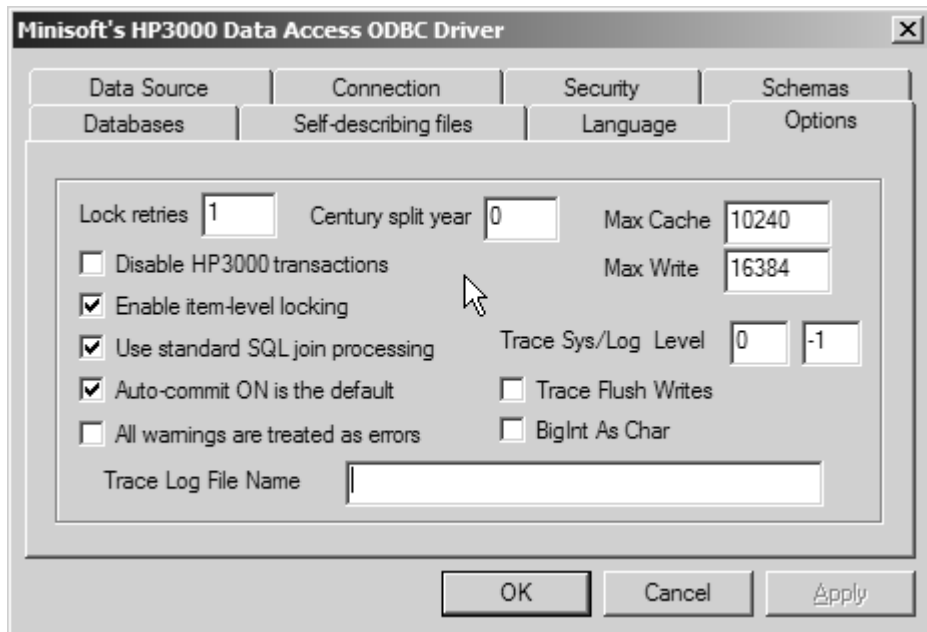 Minisoft's HP3000 Data Access ODBC Driver
Data Source Connection Security Schemas
Databases Self-describing files Language Options
Lock retries 1 Century split year 0 Max Cache 10240
Disable HP3000 transactions Max Write 16384
Enable item-level locking
Use standard SQL join processing Trace Sys/Log Level 0 -1
Auto-commit ON is the default Trace Flush Writes
All warnings are treated as errors BigInt As Char
Trace Log File Name
OK Cancel Apply